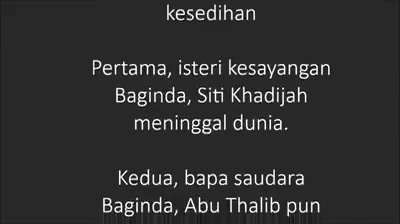 kesedihan
Pertama, isteri kesayangan
Baginda, Siti Khadijah
meninggal dunia.
Kedua, bapa saudara
Baginda, Abu Thalib pun